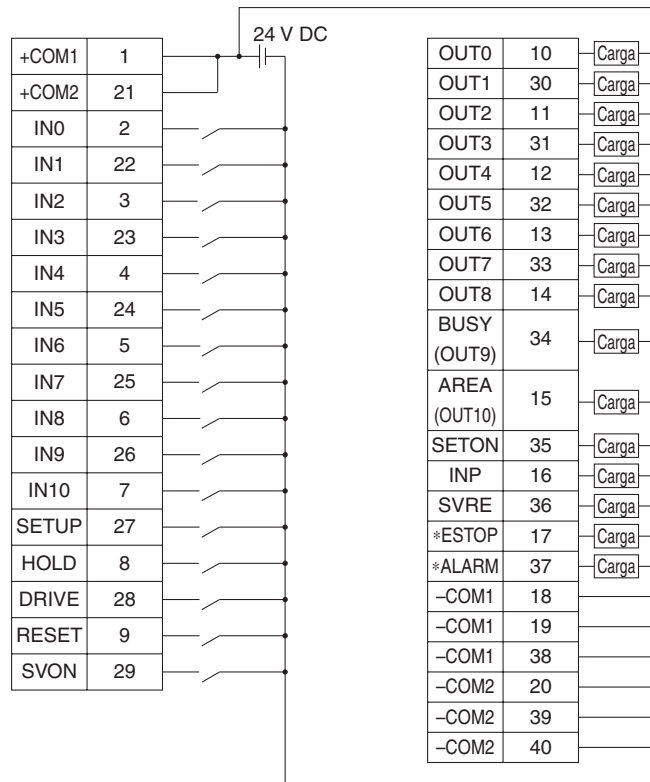 24 V DC
+COM1 1
+COM2 21
IN0 2
IN1 22
IN2 3
IN3 23
IN4 4
IN5 24
IN6 5
IN7 25
IN8 6
IN9 26
IN10 7
SETUP 27
HOLD 8
DRIVE 28
RESET 9
SVON 29
OUT0 10 Carga
OUT1 30 Carga
OUT2 11 Carga
OUT3 31 Carga
OUT4 12 Carga
OUT5 32 Carga
OUT6 13 Carga
OUT7 33 Carga
OUT8 14 Carga
BUSY
(OUT9) 34 Carga
AREA
(OUT10) 15 Carga
SETON 35 Carga
INP 16 Carga
SVRE 36 Carga
*ESTOP 17 Carga
*ALARM 37 Carga
–COM1 18
–COM1 19
–COM1 38
–COM2 20
–COM2 39
–COM2 40